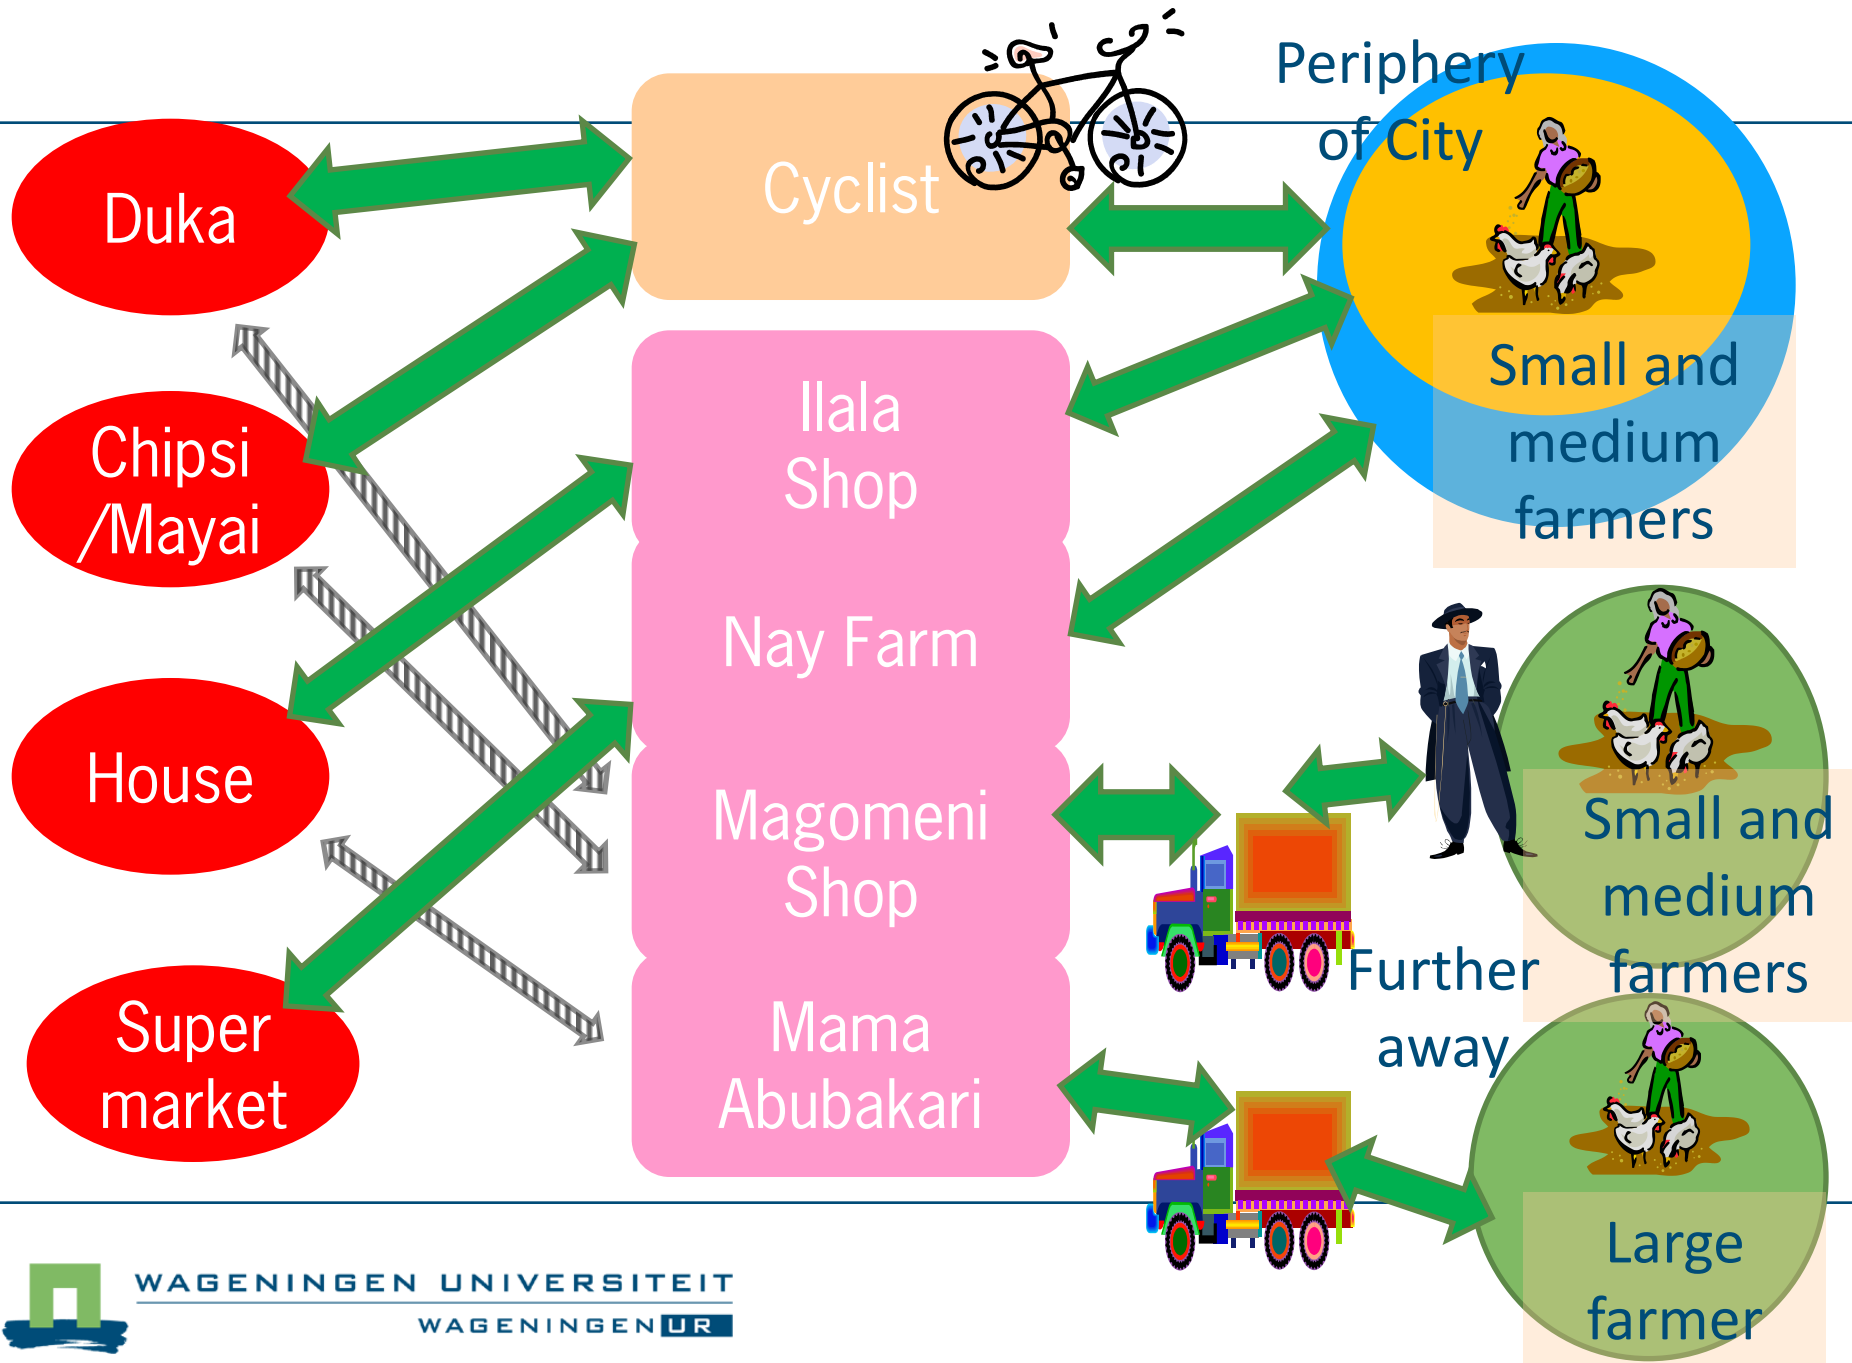 Duka
Chipsi
/Mayai
House
Super
market
Cyclist
Ilala
Shop
Nay Farm
Magomeni
Shop
Mama
Abubakari
Periphery
of City
Small and
medium
farmers
Small and
medium
farmers
Further
away
Large
farmer
WAGENINGEN UNIVERSITEIT
WAGENINGEN UR